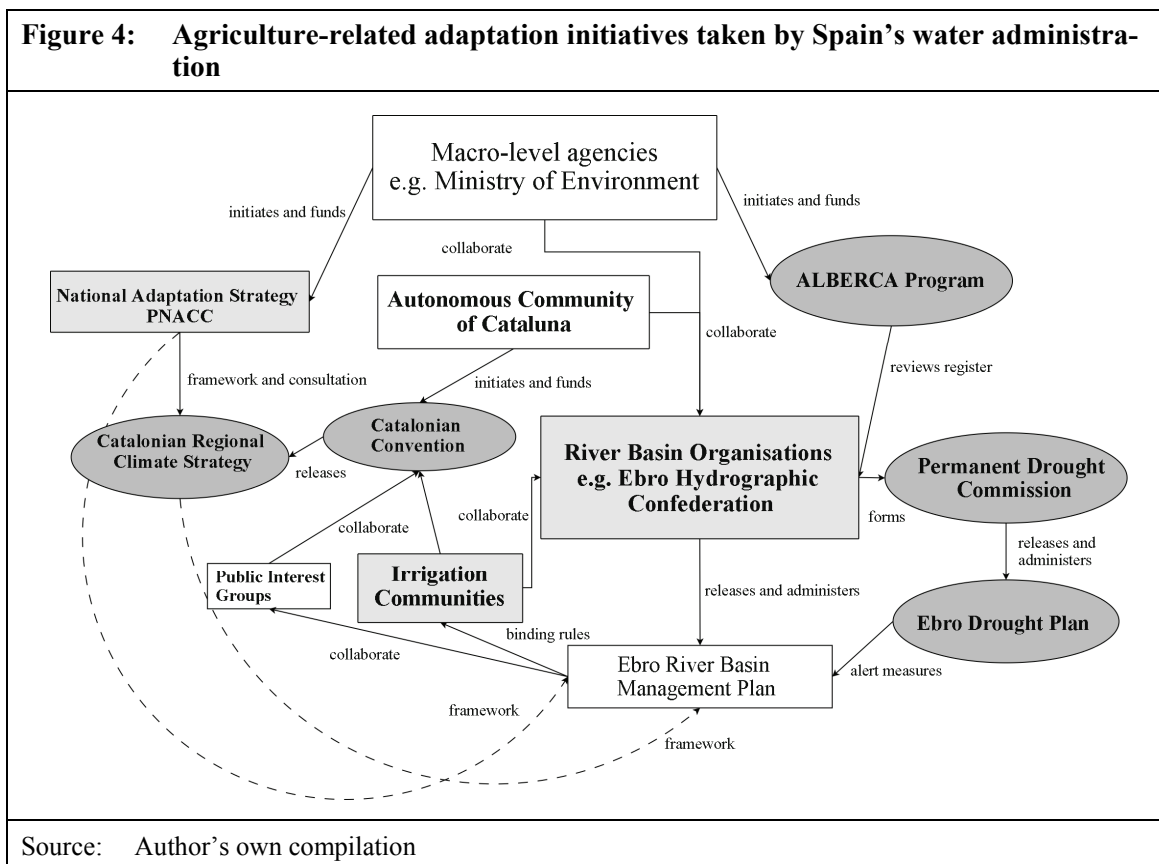 Figure 4: Agriculture-related adaptation initiatives taken by Spain's water administra-
tion
Macro-level agencies
e.g. Ministry of Environment
initiates and funds
initiates and funds
collaborate
ALBERCA Program
National Adaptation Strategy
PNACC
Autonomous Community
of Cataluna
collaborate
reviews register
framework and consultation
initiates and funds
Catalonian Regional
Climate Strategy
releases
Catalonian
Convention
River Basin Organisations
e.g. Ebro Hydrographic
Confederation
Permanent Drought
Commission
forms
collaborate
collaborate
releases and
administers
Public Interest
Groups
Irrigation
Communities
releases and administers
Ebro Drought Plan
binding rules
collaborate
Ebro River Basin
Management Plan
alert measures
framework
framework
Source: Author's own compilation